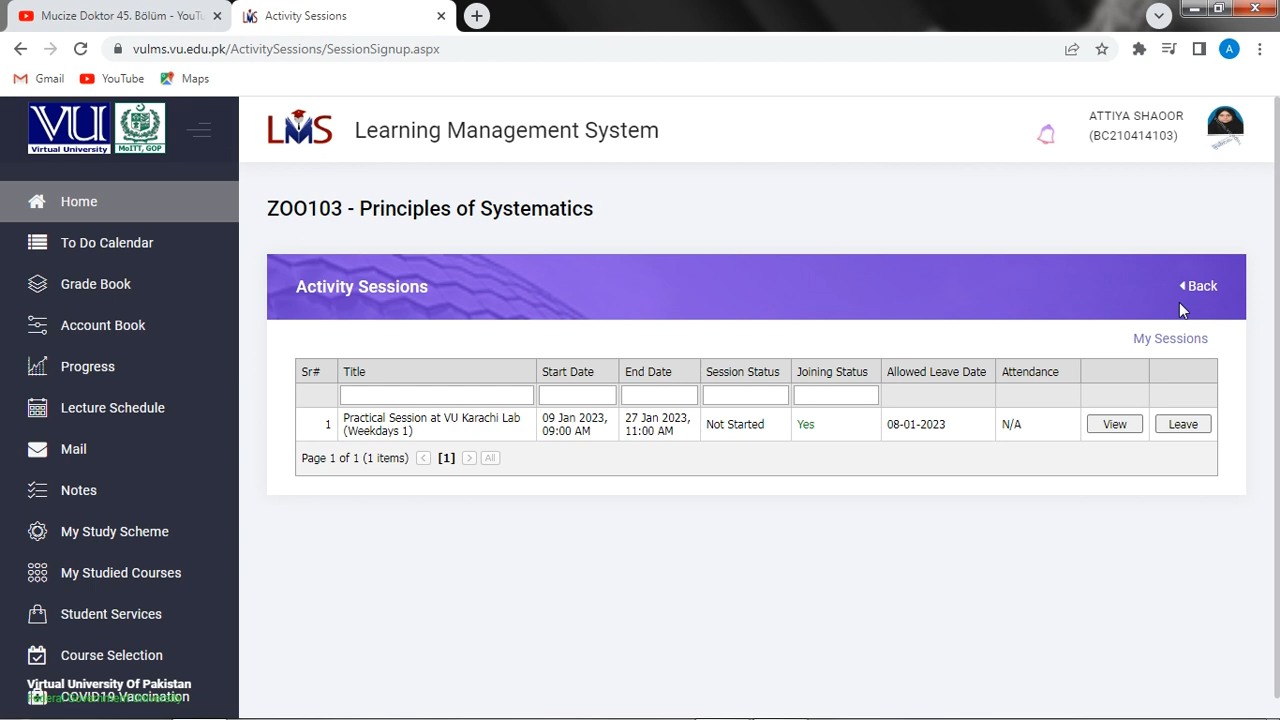 Mucize Doktor 45. Bölüm - YouTu
Activity Sessions
vulms.vu.edu.pk/ActivitySessions/SessionSignup.aspx
A
Gmail
YouTube
Maps
VU
Virtual University
MoITT, GOP
LMS
Learning Management System
ATTIYA SHAOOR
(BC210414103)
Home
To Do Calendar
Grade Book
Account Book
Progress
Lecture Schedule
Mail
Notes
My Study Scheme
My Studied Courses
Student Services
Course Selection
Virtual University Of Pakistan
COVID19 Vaccination
Federal Government University
ZOO103 - Principles of Systematics
Activity Sessions
Back
My Sessions
Sr# Title Start Date End Date Session Status Joining Status Allowed Leave Date Attendance
1 Practical Session at VU Karachi Lab (Weekdays 1) 09 Jan 2023, 09:00 AM 27 Jan 2023, 11:00 AM Not Started Yes 08-01-2023 N/A View Leave
Page 1 of 1 (1 items) < [1] > All